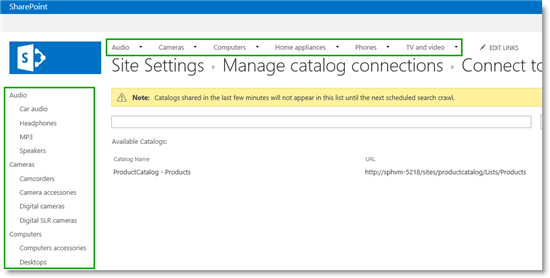 SharePoint
Audio Cameras Computers Home appliances Phones TV and video EDIT LINKS
Site Settings › Manage catalog connections › Connect to
Audio
Car audio
Headphones
MP3
Speakers
Cameras
Camcorders
Camera accessories
Digital cameras
Digital SLR cameras
Computers
Computers accessories
Desktops
Note: Catalogs shared in the last few minutes will not appear in this list until the next scheduled search crawl.
Available Catalogs:
Catalog Name URL
ProductCatalog - Products http://sphvm-5218/sites/productcatalog/Lists/Products